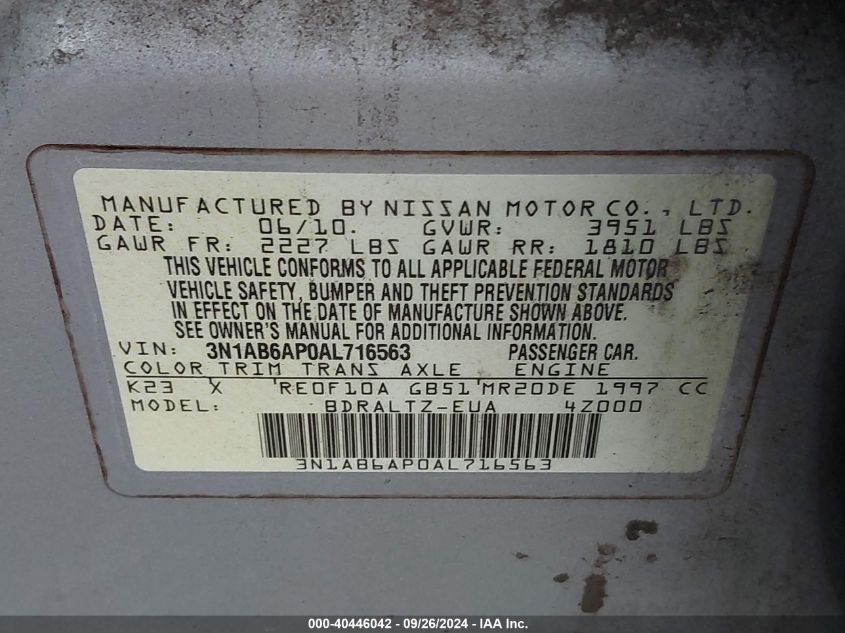 MANUFACTURED BY NISSAN MOTOR CO., LTD.
DATE: 06/10. GVWR: 3951 LBS
GAWR FR: 2227 LBS GAWR RR: 1810 LBS
THIS VEHICLE CONFORMS TO ALL APPLICABLE FEDERAL MOTOR
VEHICLE SAFETY, BUMPER AND THEFT PREVENTION STANDARDS
IN EFFECT ON THE DATE OF MANUFACTURE SHOWN ABOVE.
SEE OWNER'S MANUAL FOR ADDITIONAL INFORMATION.
VIN: 3N1AB6AP0AL716563 PASSENGER CAR.
COLOR TRIM TRANS AXLE ENGINE
K23 X RE0F10A GB51 MR20DE 1997 CC
MODEL: BDRALTZ-EUA 4Z000
3N1AB6AP0AL716563
000-40446042 - 09/26/2024 - IAA Inc.